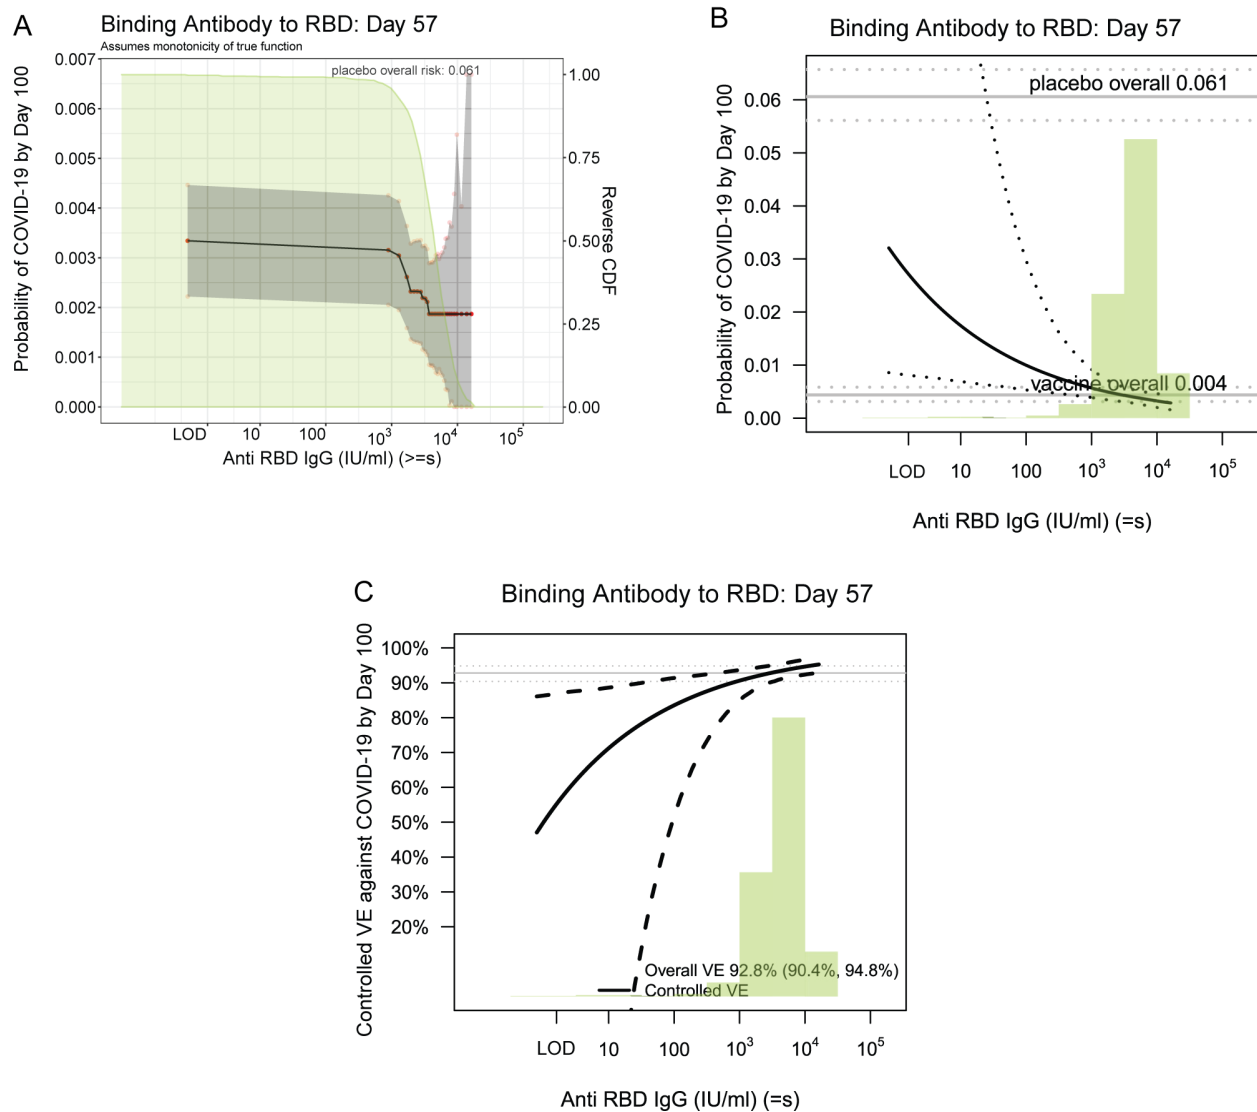 A
Binding Antibody to RBD: Day 57
Assumes monotonicity of true function
placebo overall risk: 0.061
Probability of COVID-19 by Day 100
0.007
0.006
0.005
0.004
0.003
0.002
0.001
0.000
1.00
0.75
0.50
0.25
0.00
Reverse CDF
LOD 10 100 10³ 10⁴ 10⁵
Anti RBD IgG (IU/ml) (>=s)
B
Binding Antibody to RBD: Day 57
Probability of COVID-19 by Day 100
0.06
0.05
0.04
0.03
0.02
0.01
0.00
placebo overall 0.061
vaccine overall 0.004
LOD 10 100 10³ 10⁴ 10⁵
Anti RBD IgG (IU/ml) (=s)
C
Binding Antibody to RBD: Day 57
Controlled VE against COVID-19 by Day 100
100%
90%
80%
70%
60%
50%
40%
30%
20%
Overall VE 92.8% (90.4%, 94.8%)
Controlled VE
LOD 10 100 10³ 10⁴ 10⁵
Anti RBD IgG (IU/ml) (=s)